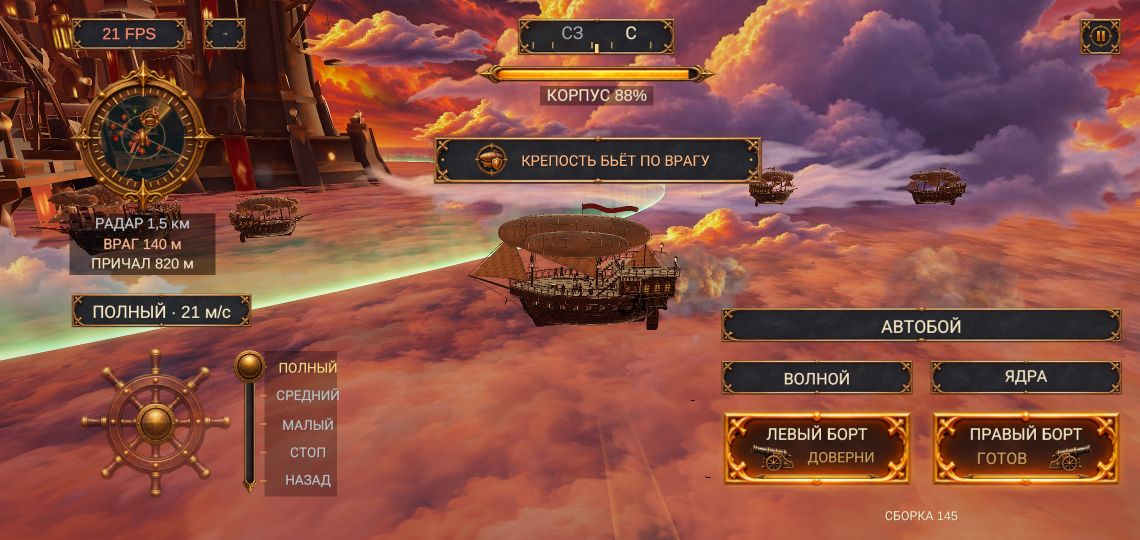 21 FPS
СЗ С
КОРПУС 88%
КРЕПОСТЬ БЬЁТ ПО ВРАГУ
РАДАР 1,5 км
ВРАГ 140 м
ПРИЧАЛ 820 м
ПОЛНЫЙ · 21 м/с
ПОЛНЫЙ
СРЕДНИЙ
МАЛЫЙ
СТОП
НАЗАД
АВТОБОЙ
ВОЛНОЙ
ЯДРА
ЛЕВЫЙ БОРТ
ДОВЕРНИ
ПРАВЫЙ БОРТ
ГОТОВ
СБОРКА 145